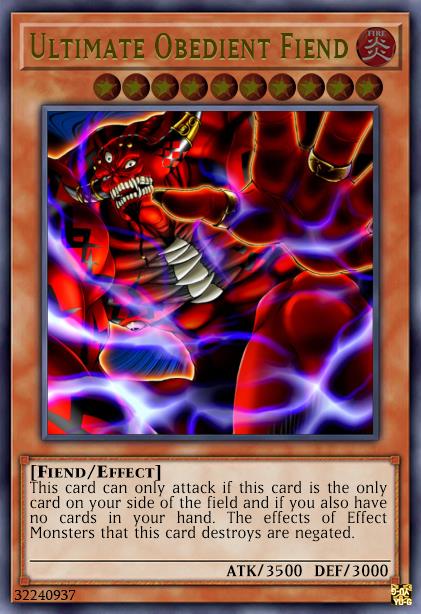 Ultimate Obedient Fiend
FIRE
炎
[Fiend/Effect]
This card can only attack if this card is the only
card on your side of the field and if you also have
no cards in your hand. The effects of Effect
Monsters that this card destroys are negated.
ATK/3500 DEF/3000
32240937